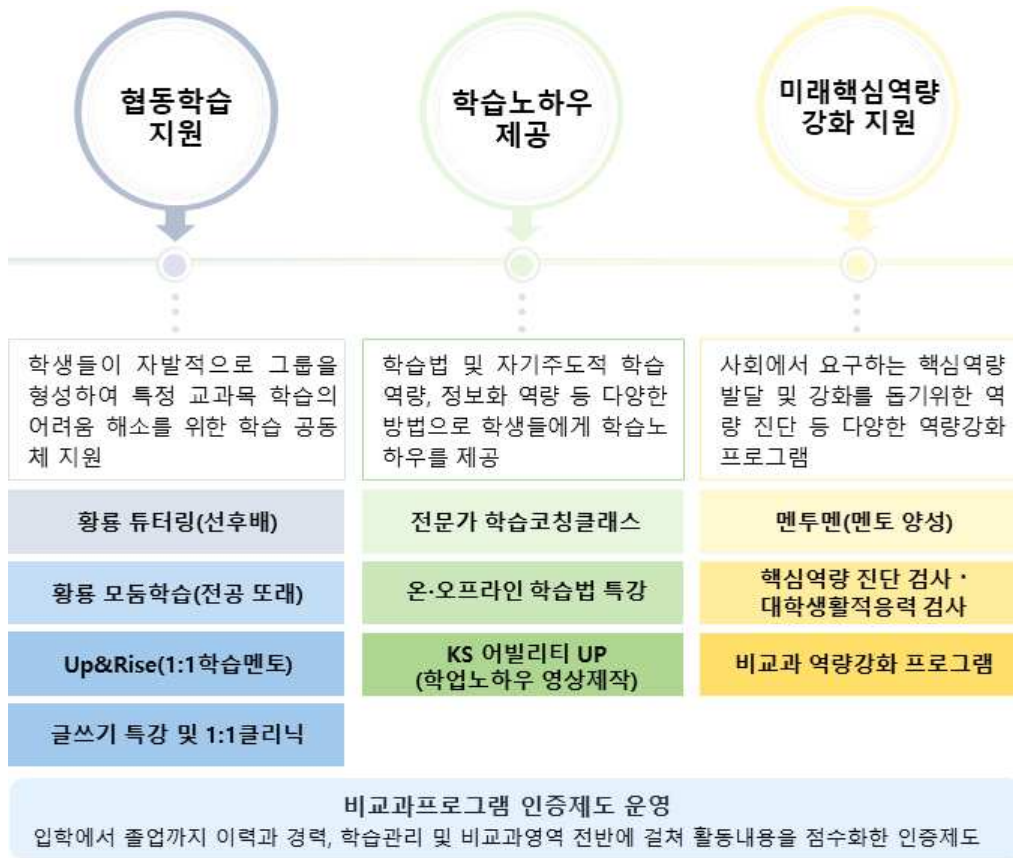 협동학습
지원
학습노하우
제공
미래핵심역량
강화 지원
학생들이 자발적으로 그룹을
형성하여 특정 교과목 학습의
어려움 해소를 위한 학습 공동
체 지원
학습법 및 자기주도적 학습
역량, 정보화 역량 등 다양한
방법으로 학생들에게 학습노
하우를 제공
사회에서 요구하는 핵심역량
발달 및 강화를 돕기위한 역
량 진단 등 다양한 역량강화
프로그램
황룡 튜터링(선후배)
황룡 모둠학습(전공 또래)
Up&Rise(1:1학습멘토)
글쓰기 특강 및 1:1클리닉
전문가 학습코칭클래스
온·오프라인 학습법 특강
KS 어빌리티 UP
(학업노하우 영상제작)
멘투멘(멘토 양성)
핵심역량 진단 검사·
대학생활적응력 검사
비교과 역량강화 프로그램
비교과프로그램 인증제도 운영
입학에서 졸업까지 이력과 경력, 학습관리 및 비교과영역 전반에 걸쳐 활동내용을 점수화한 인증제도